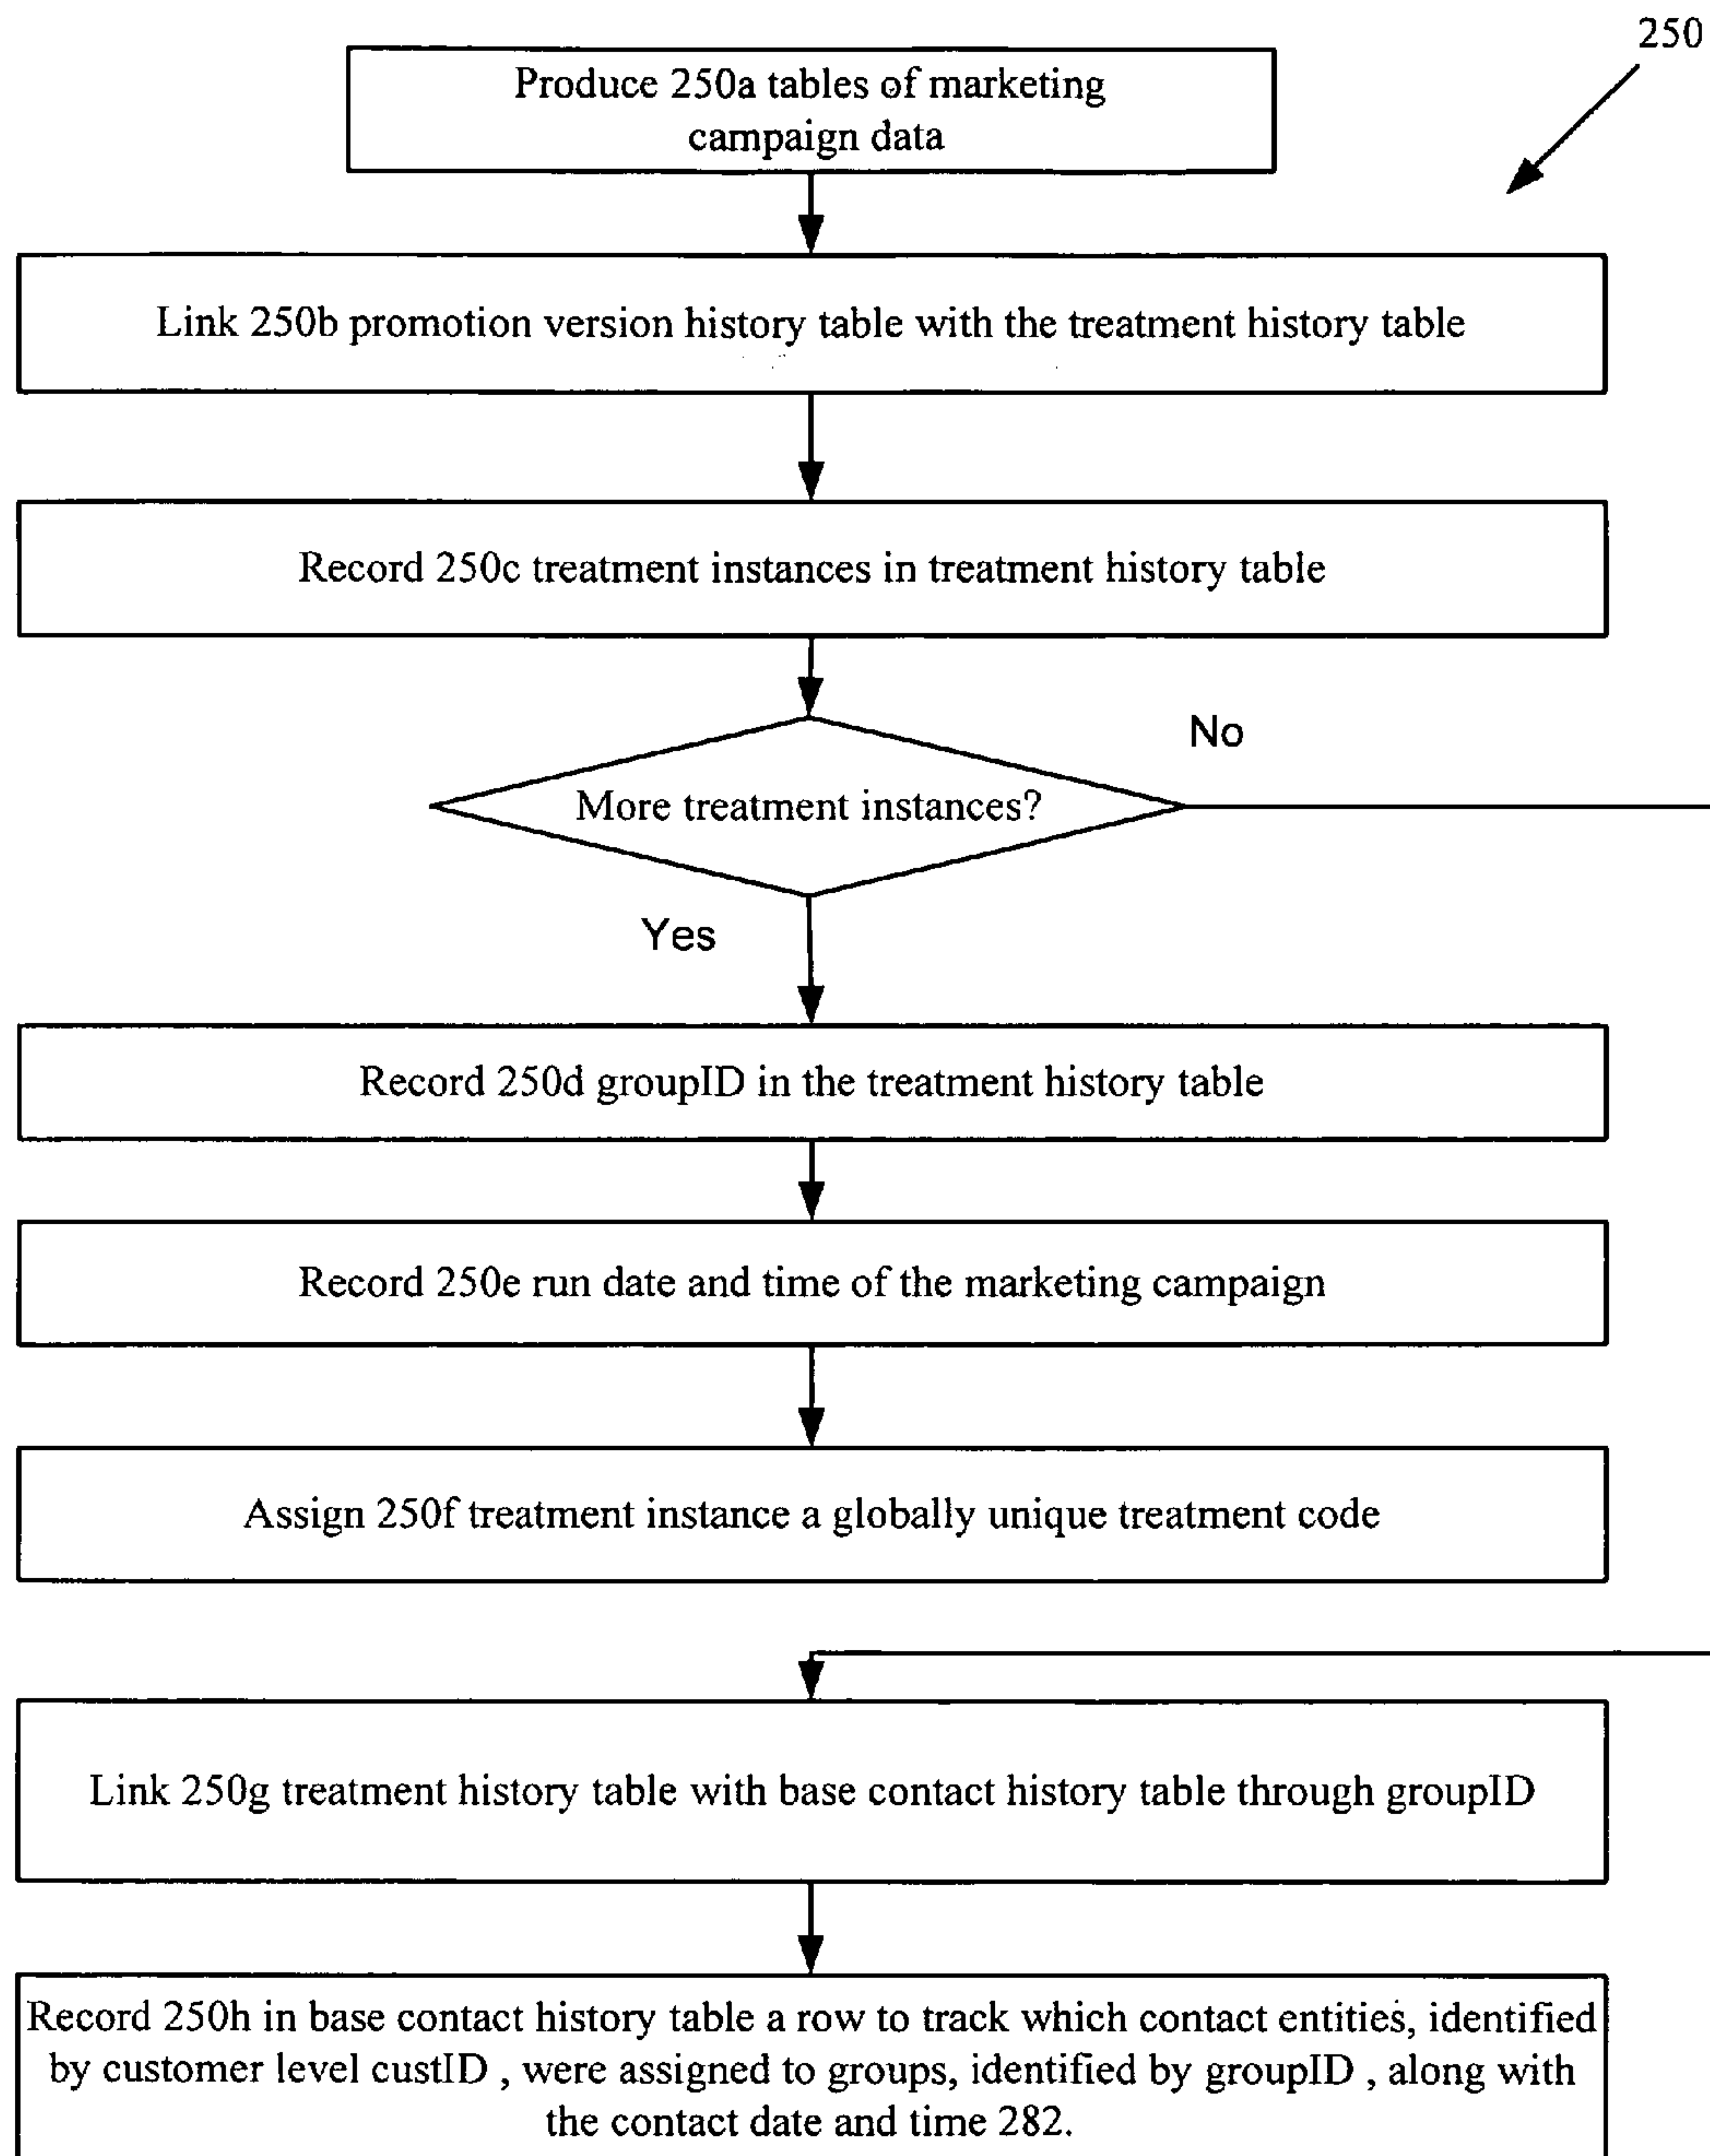 250
Produce 250a tables of marketing
campaign data
Link 250b promotion version history table with the treatment history table
Record 250c treatment instances in treatment history table
No
More treatment instances?
Yes
Record 250d groupID in the treatment history table
Record 250e run date and time of the marketing campaign
Assign 250f treatment instance a globally unique treatment code
Link 250g treatment history table with base contact history table through groupID
Record 250h in base contact history table a row to track which contact entities, identified
by customer level custID , were assigned to groups, identified by groupID , along with
the contact date and time 282.